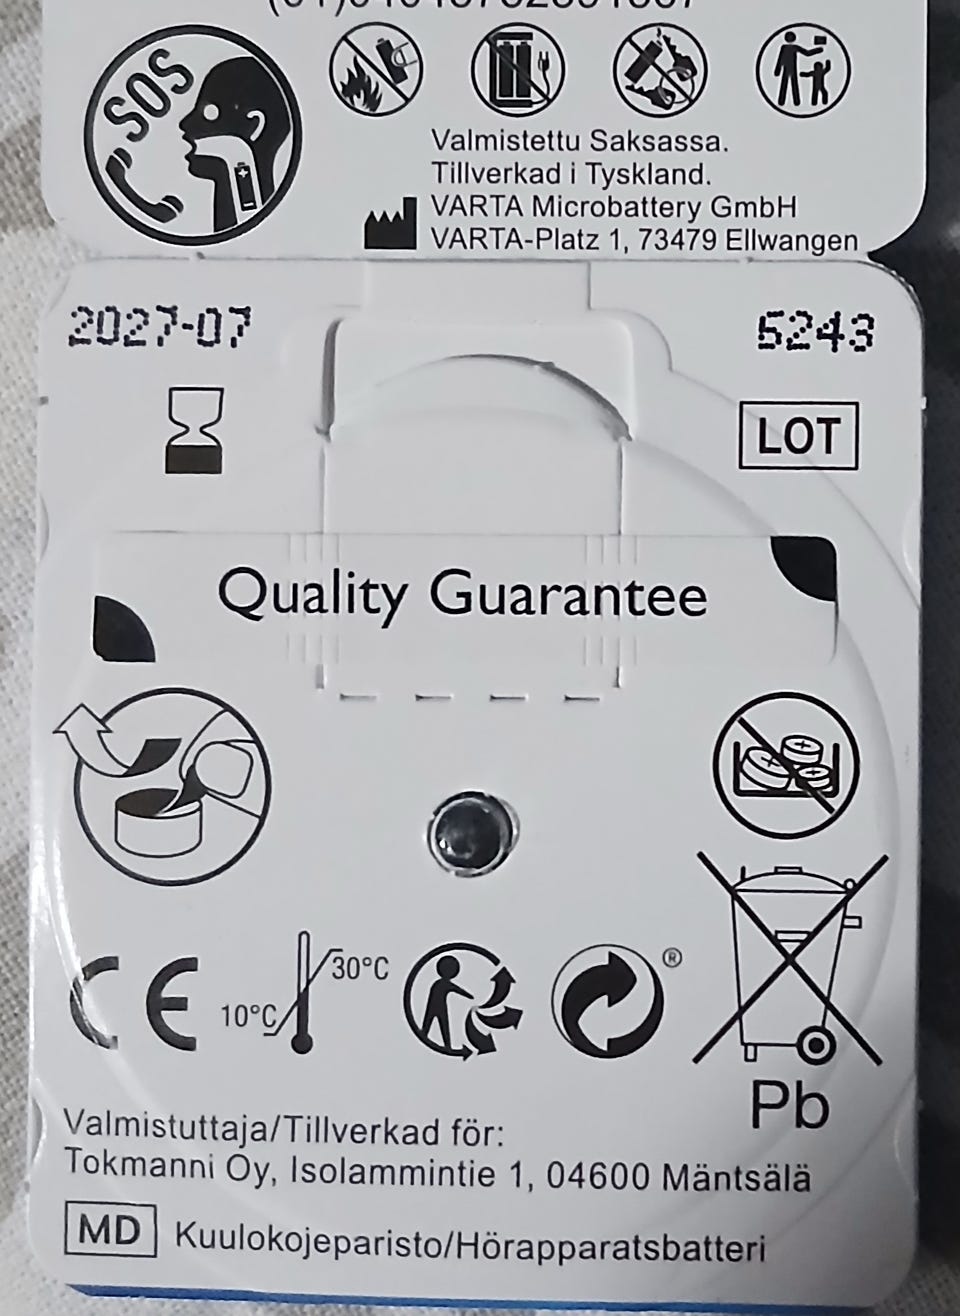 SOS
Valmistettu Saksassa.
Tillverkad i Tyskland.
VARTA Microbattery GmbH
VARTA-Platz 1, 73479 Ellwangen
2027-07
5243
LOT
Quality Guarantee
CE
10°C
30°C
®
Pb
Valmistuttaja/Tillverkad för:
Tokmanni Oy, Isolammintie 1, 04600 Mäntsälä
MD Kuulokojeparisto/Hörapparatsbatteri